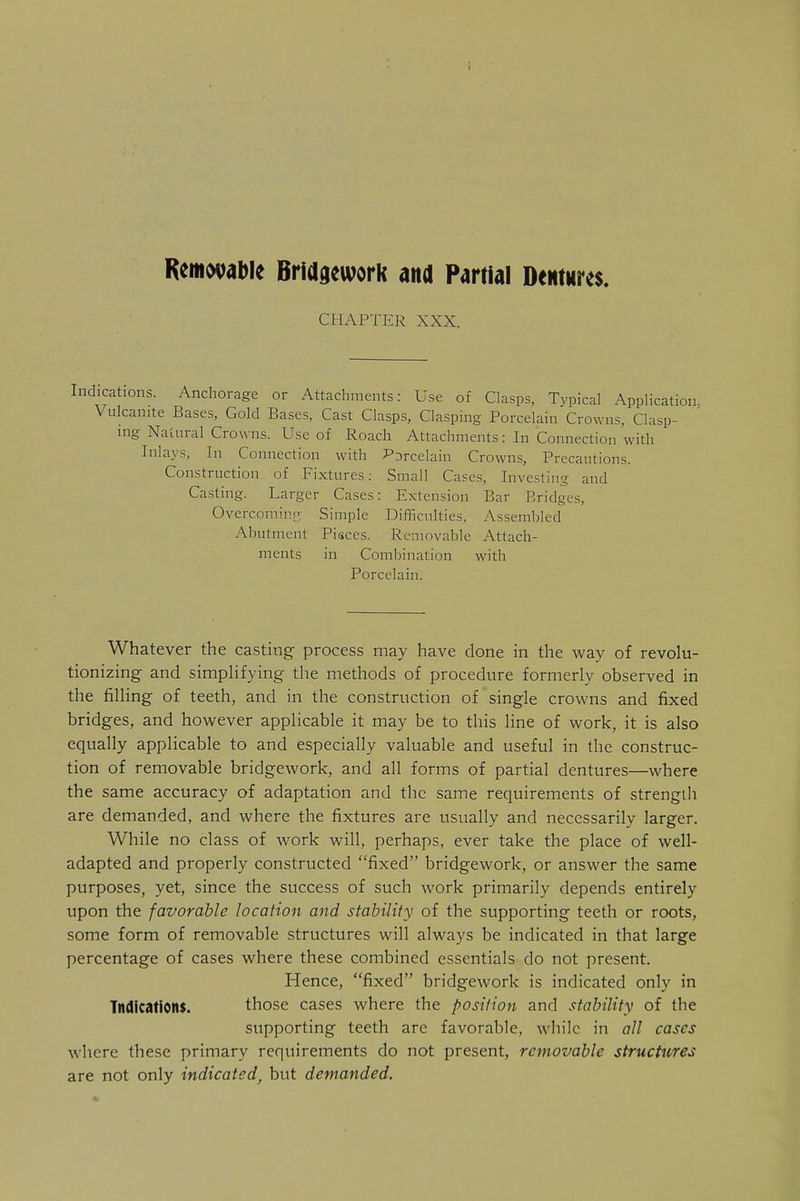 Removable Bridgework and Partial Dentures.
CHAPTER XXX.
Indications. Anchorage or Attachments: Use of Clasps, Typical Application,
Vulcanite Bases, Gold Bases, Cast Clasps, Clasping Porcelain Crowns, Clasp-
ing Natural Crowns. Use of Roach Attachments: In Connection with
Inlays, In Connection with Porcelain Crowns, Precautions.
Construction of Fixtures: Small Cases, Investing and
Casting. Larger Cases: Extension Bar Bridges,
Overcoming Simple Difficulties, Assembled
Abutment Pieces. Removable Attach-
ments in Combination with
Porcelain.
Whatever the casting process may have done in the way of revolu-
tionizing and simplifying the methods of procedure formerly observed in
the filling of teeth, and in the construction of single crowns and fixed
bridges, and however applicable it may be to this line of work, it is also
equally applicable to and especially valuable and useful in the construc-
tion of removable bridgework, and all forms of partial dentures—where
the same accuracy of adaptation and the same requirements of strength
are demanded, and where the fixtures are usually and necessarily larger.
While no class of work will, perhaps, ever take the place of well-
adapted and properly constructed "fixed" bridgework, or answer the same
purposes, yet, since the success of such work primarily depends entirely
upon the favorable location and stability of the supporting teeth or roots,
some form of removable structures will always be indicated in that large
percentage of cases where these combined essentials do not present.
Hence, "fixed" bridgework is indicated only in
Indications. those cases where the position and stability of the
supporting teeth are favorable, while in all cases
where these primary requirements do not present, removable structures
are not only indicated, but demanded.